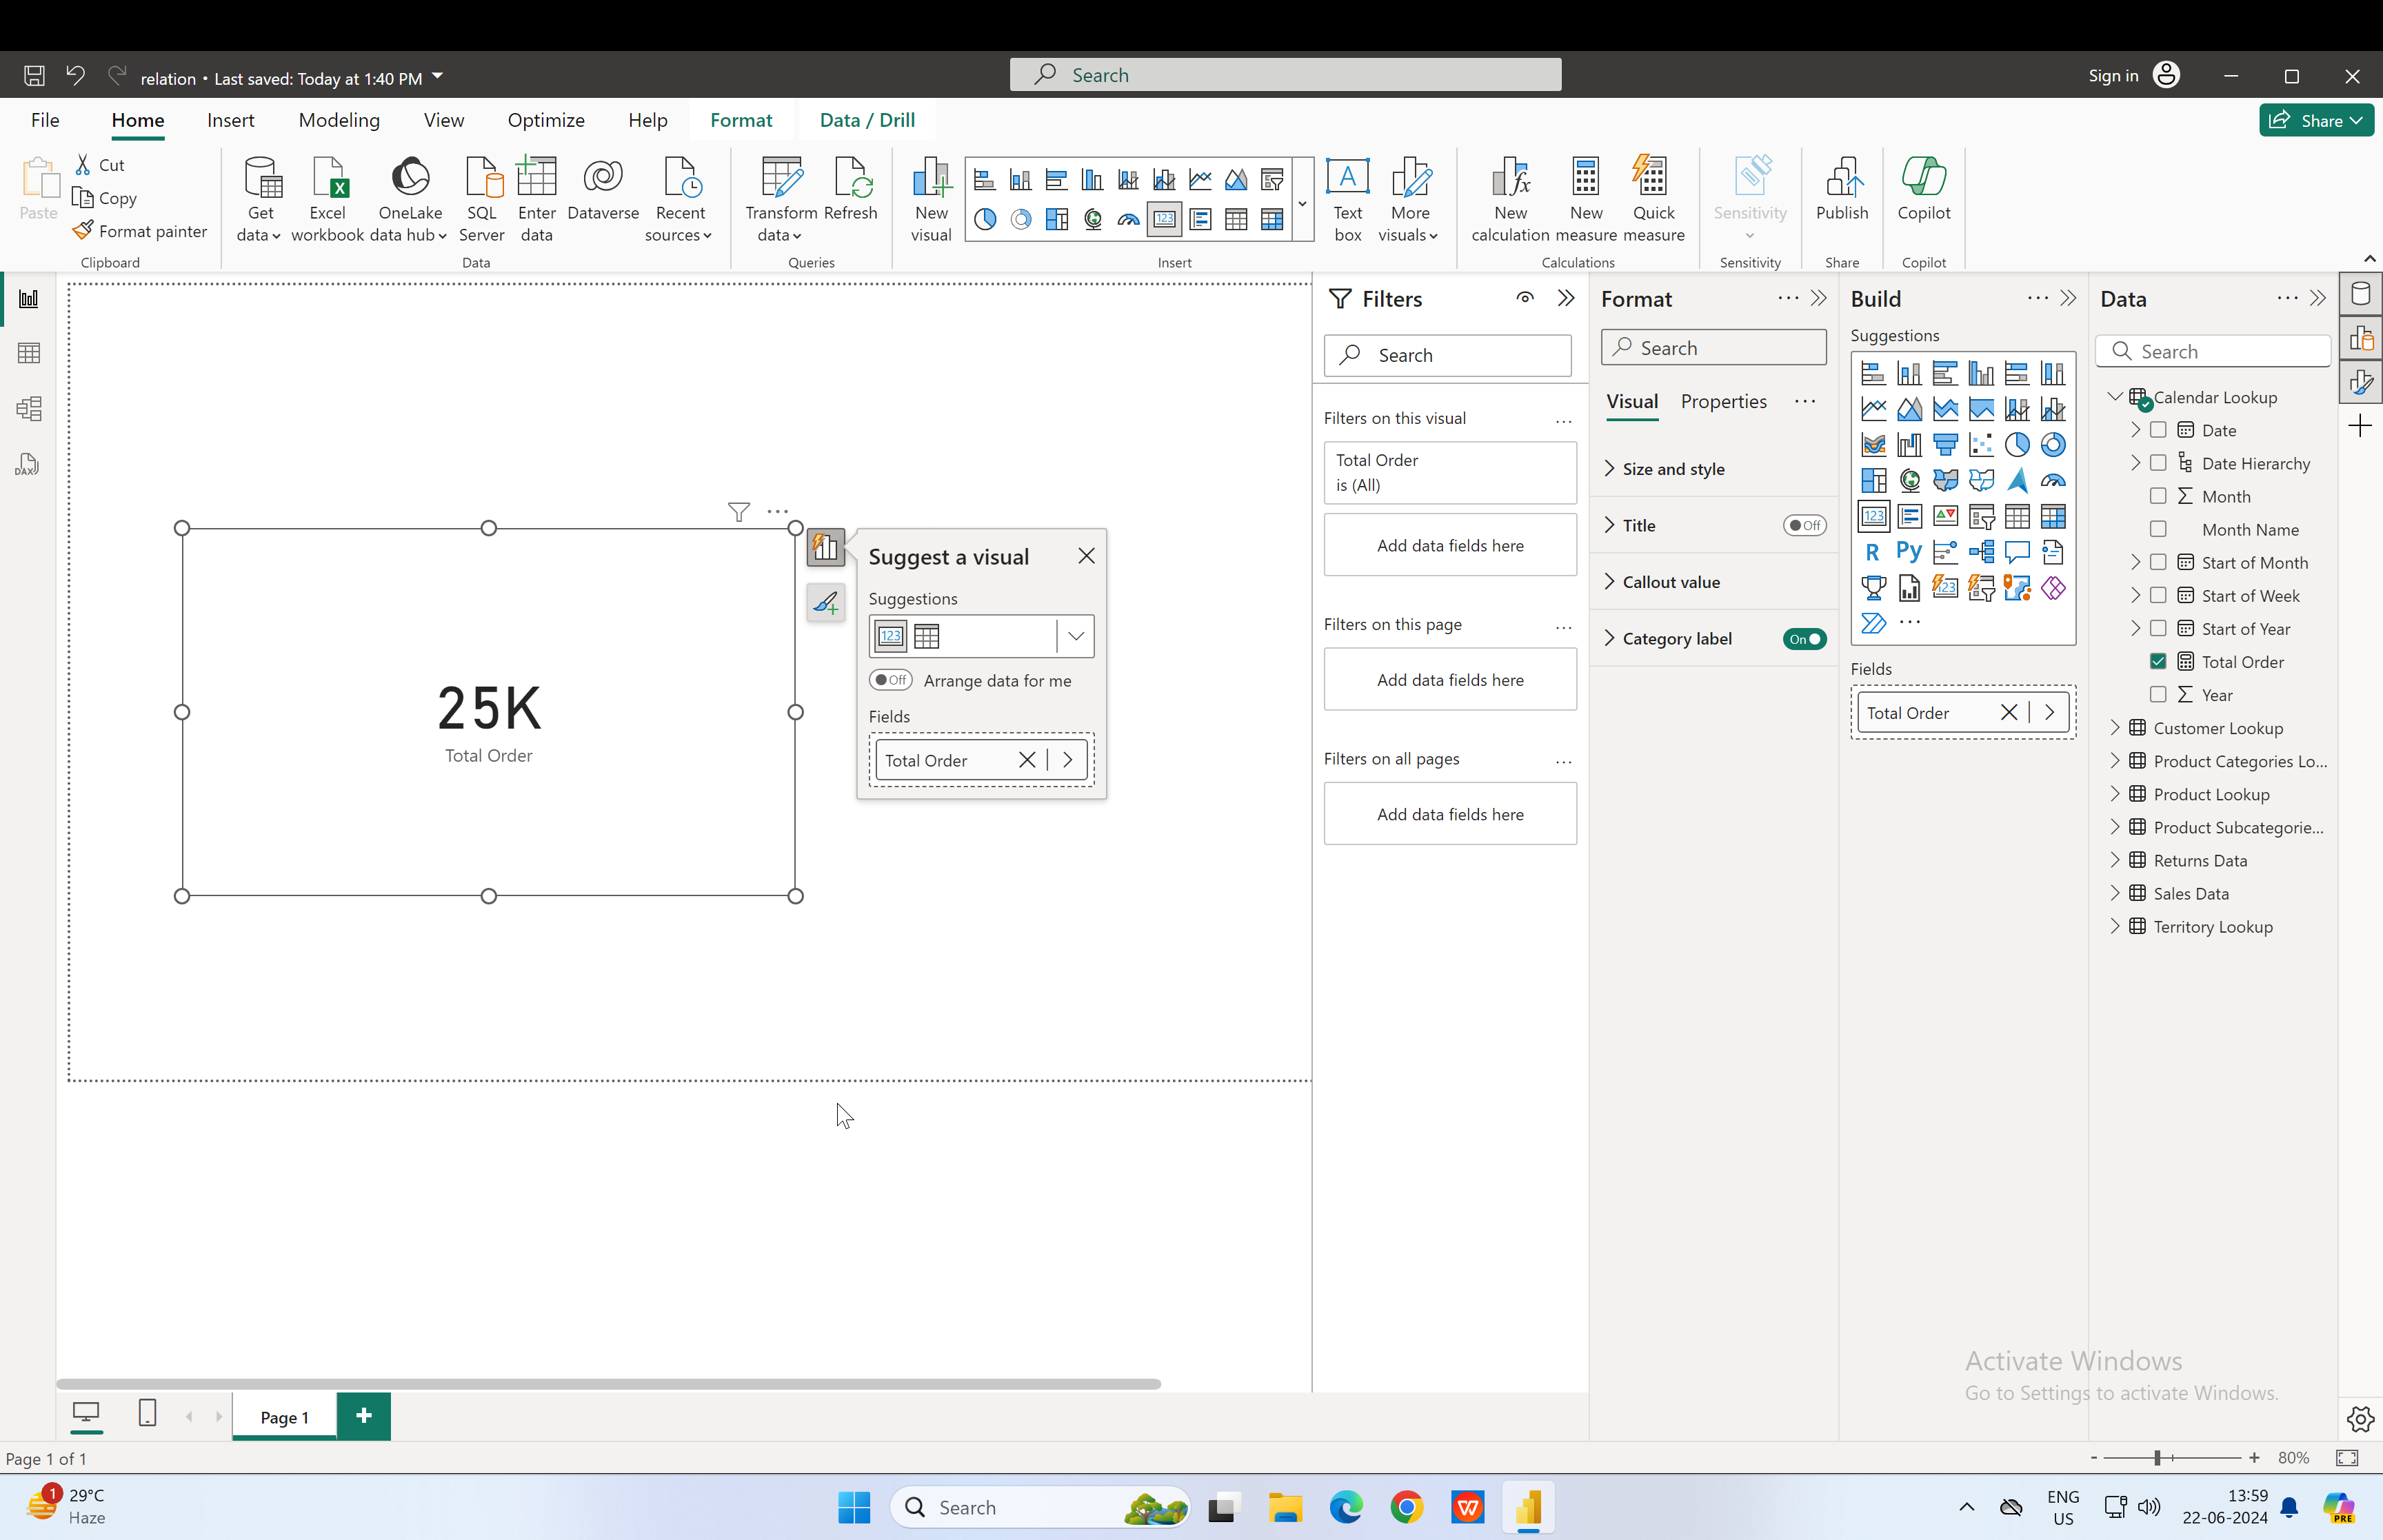 relation • Last saved: Today at 1:40 PM
Search
Sign in
File
Home
Insert
Modeling
View
Optimize
Help
Format
Data / Drill
Share
Paste
Cut
Copy
Format painter
Clipboard
Get data
Excel workbook
OneLake data hub
SQL Server
Enter data
Dataverse
Recent sources
Data
Transform data
Refresh
Queries
New visual
Text box
More visuals
Insert
New calculation
New measure
Quick measure
Calculations
Sensitivity
Sensitivity
Publish
Share
Copilot
Copilot
25K
Total Order
Suggest a visual
Suggestions
123
Off Arrange data for me
Fields
Total Order
Filters
Search
Filters on this visual
Total Order
is (All)
Add data fields here
Filters on this page
Add data fields here
Filters on all pages
Add data fields here
Format
Search
Visual
Properties
Size and style
Title Off
Callout value
Category label On
Build
Suggestions
123
R
Py
123
Fields
Total Order
Data
Search
Calendar Lookup
Date
Date Hierarchy
Month
Month Name
Start of Month
Start of Week
Start of Year
Total Order
Year
Customer Lookup
Product Categories Lo...
Product Lookup
Product Subcategorie...
Returns Data
Sales Data
Territory Lookup
DAX
Activate Windows
Go to Settings to activate Windows.
Page 1
Page 1 of 1
80%
1
29°C
Haze
Search
ENG
US
13:59
22-06-2024
PRE